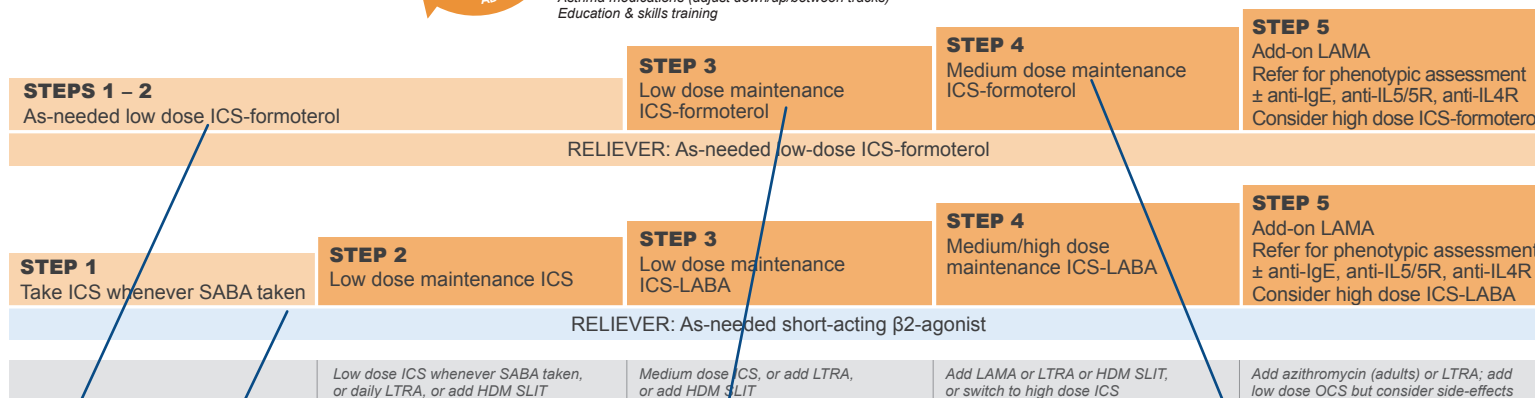 Asthma medications (adjust down/up/between tracks)
Education & skills training
STEPS 1 – 2
As-needed low dose ICS-formoterol
STEP 3
Low dose maintenance
ICS-formoterol
STEP 4
Medium dose maintenance
ICS-formoterol
STEP 5
Add-on LAMA
Refer for phenotypic assessment
± anti-IgE, anti-IL5/5R, anti-IL4R
Consider high dose ICS-formoterol
RELIEVER: As-needed low-dose ICS-formoterol
STEP 1
Take ICS whenever SABA taken
STEP 2
Low dose maintenance ICS
STEP 3
Low dose maintenance
ICS-LABA
STEP 4
Medium/high dose
maintenance ICS-LABA
STEP 5
Add-on LAMA
Refer for phenotypic assessment
± anti-IgE, anti-IL5/5R, anti-IL4R
Consider high dose ICS-LABA
RELIEVER: As-needed short-acting β2-agonist
Low dose ICS whenever SABA taken,
or daily LTRA, or add HDM SLIT
Medium dose ICS, or add LTRA,
or add HDM SLIT
Add LAMA or LTRA or HDM SLIT,
or switch to high dose ICS
Add azithromycin (adults) or LTRA; add
low dose OCS but consider side-effects